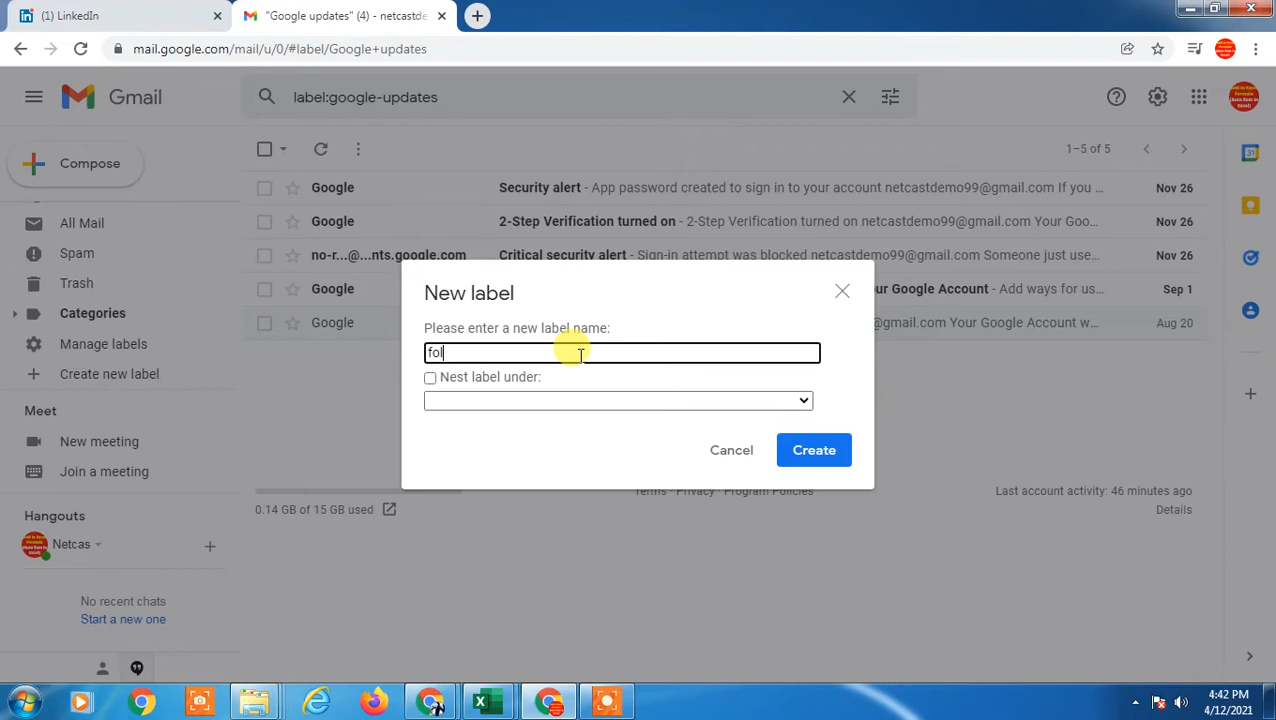 (1) LinkedIn
"Google updates" (4) - netcastde
mail.google.com/mail/u/0/#label/Google+updates
Gmail
label:google-updates
Compose
1–5 of 5
Google Security alert - App password created to sign in to your account netcastdemo99@gmail.com If you ... Nov 26
All Mail
Google 2-Step Verification turned on - 2-Step Verification turned on netcastdemo99@gmail.com Your Goo... Nov 26
Spam
no-r...@...nts.google.com Critical security alert - Sign-in attempt was blocked netcastdemo99@gmail.com Someone just use... Nov 26
Trash
Google our Google Account - Add ways for us... Sep 1
Categories
Google @gmail.com Your Google Account w... Aug 20
Manage labels
Create new label
New label
Please enter a new label name:
fol
Nest label under:
Cancel
Create
Meet
New meeting
Join a meeting
Terms · Privacy · Program Policies
Last account activity: 46 minutes ago
0.14 GB of 15 GB used
Details
Hangouts
Netcas
No recent chats
Start a new one
31
4:42 PM
4/12/2021